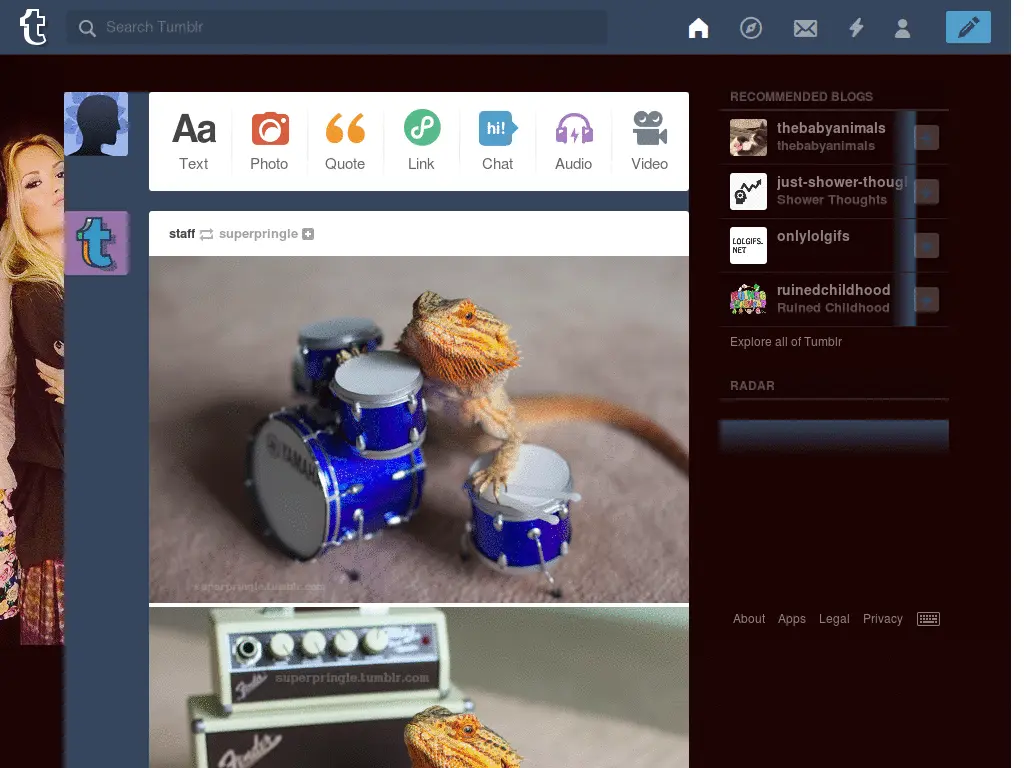 t
Search Tumblr
Aa
hi!
Text
Photo
Quote
Link
Chat
Audio
Video
staff superpringle
t
YAMAHA
superpringle.tumblr.com
superpringle.tumblr.com
Fender
Fender
RECOMMENDED BLOGS
thebabyanimals
thebabyanimals
just-shower-though
Shower Thoughts
LOLGIFS.
NET
onlylolgifs
ruinedchildhood
Ruined Childhood
Explore all of Tumblr
RADAR
About Apps Legal Privacy